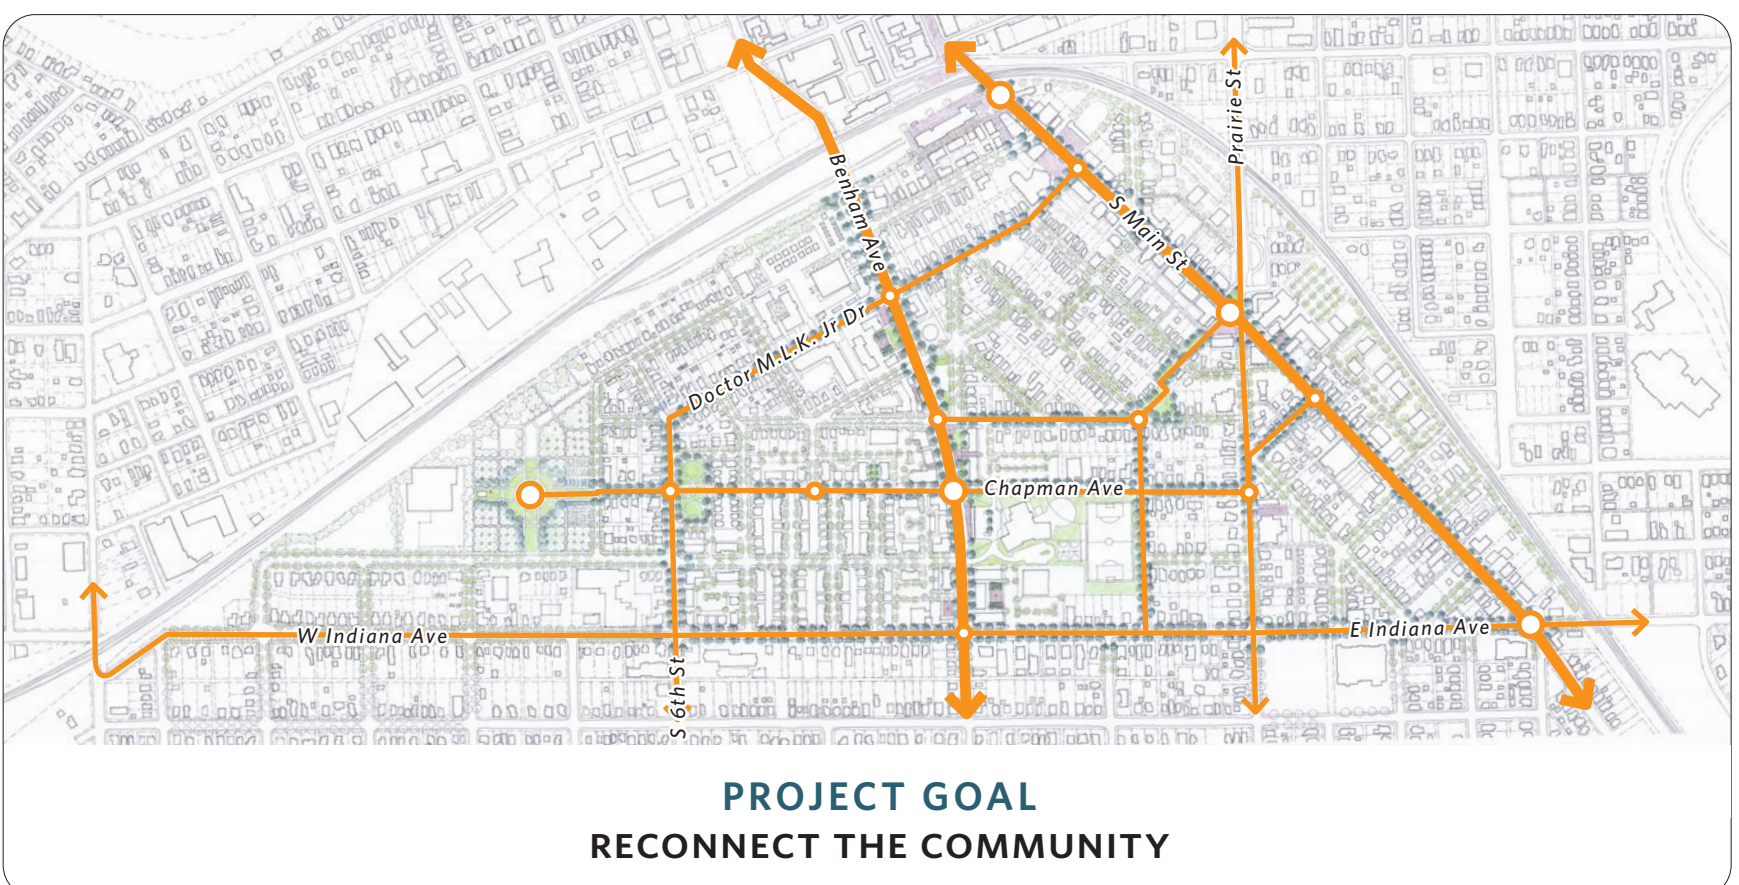 Prairie St
Benham Ave
S Main St
Doctor M.L.K. Jr Dr
Chapman Ave
W Indiana Ave
E Indiana Ave
S 6th St
PROJECT GOAL
RECONNECT THE COMMUNITY